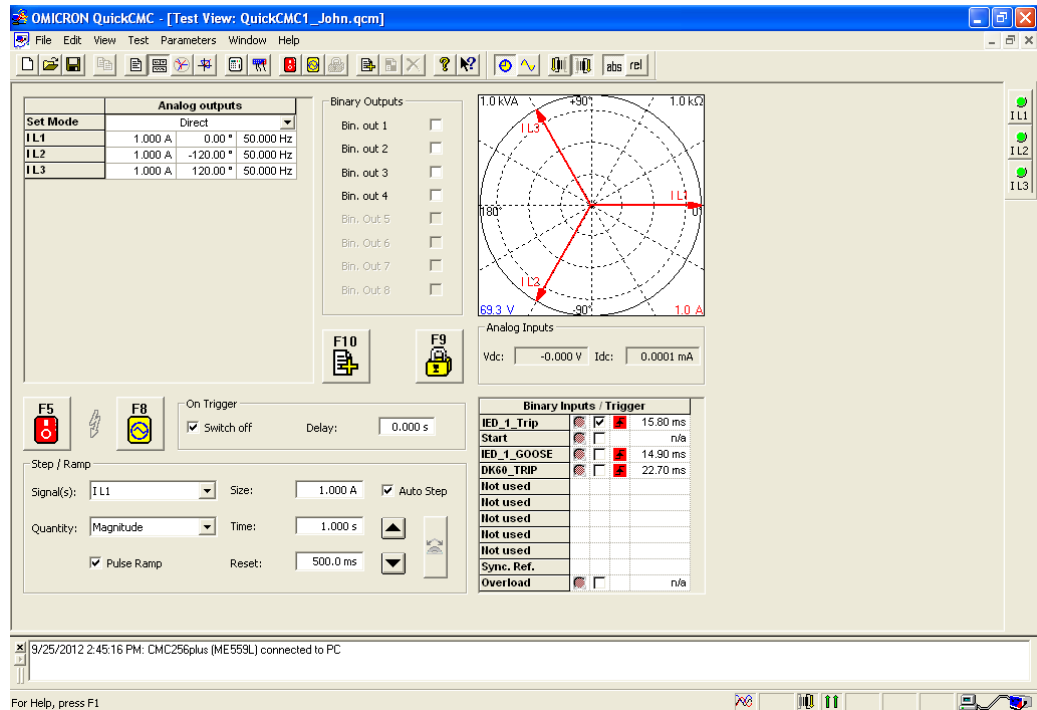 OMICRON QuickCMC - [Test View: QuickCMC1_John.qcm]
File Edit View Test Parameters Window Help
abs rel
Analog outputs
Set Mode Direct
I L1 1.000 A 0.00 ° 50.000 Hz
I L2 1.000 A -120.00 ° 50.000 Hz
I L3 1.000 A 120.00 ° 50.000 Hz
Binary Outputs
Bin. out 1
Bin. out 2
Bin. out 3
Bin. out 4
Bin. Out 5
Bin. Out 6
Bin. Out 7
Bin. Out 8
F10
F9
1.0 kVA +90° 1.0 kΩ
I L3
I L1
180° 0°
I L2
69.3 V -90° 1.0 A
I L1
I L2
I L3
Analog Inputs
Vdc: -0.000 V Idc: 0.0001 mA
F5
F8
On Trigger
Switch off Delay: 0.000 s
Step / Ramp
Signal(s): I L1 Size: 1.000 A Auto Step
Quantity: Magnitude Time: 1.000 s
Pulse Ramp Reset: 500.0 ms
Binary Inputs / Trigger
IED_1_Trip 15.80 ms
Start n/a
IED_1_GOOSE 14.90 ms
DK60_TRIP 22.70 ms
Not used
Not used
Not used
Not used
Not used
Sync. Ref.
Overload n/a
9/25/2012 2:45:16 PM: CMC256plus (ME559L) connected to PC
For Help, press F1